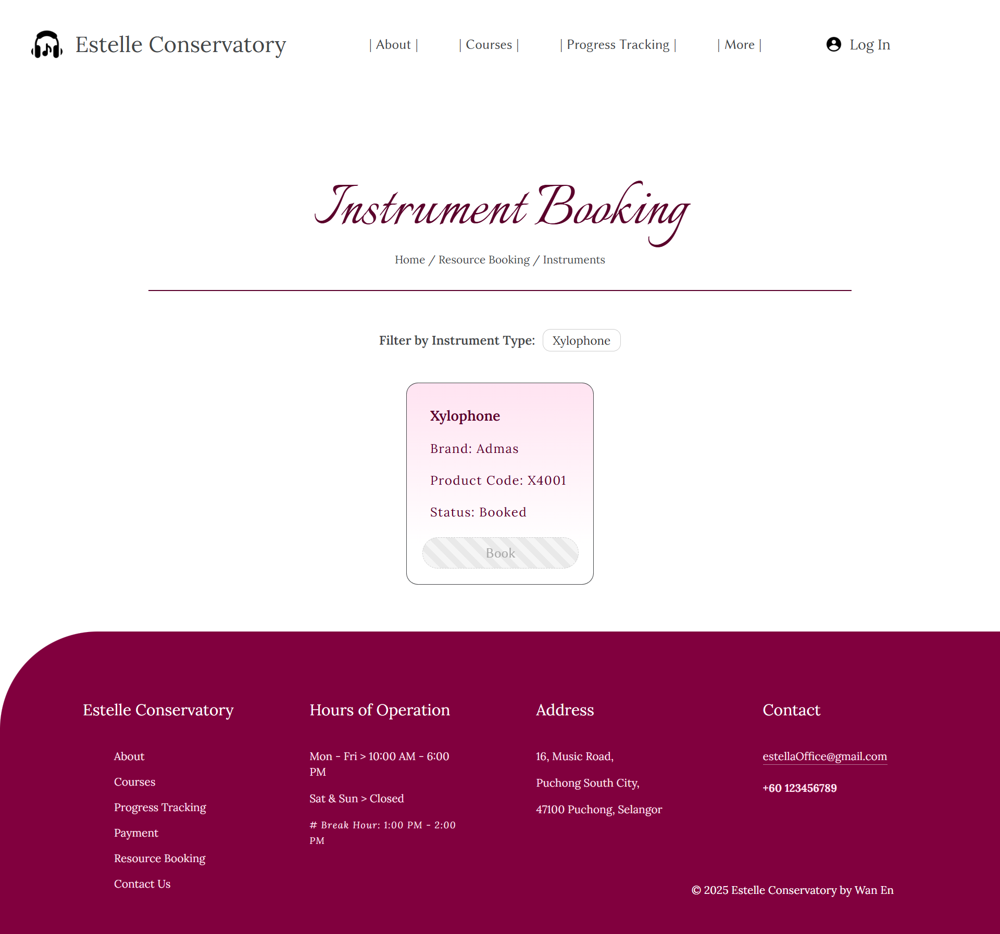 Estelle Conservatory
| About |
| Courses |
| Progress Tracking |
| More |
Log In
Instrument Booking
Home / Resource Booking / Instruments
Filter by Instrument Type: Xylophone
Xylophone
Brand: Admas
Product Code: X4001
Status: Booked
Book
Estelle Conservatory
About
Courses
Progress Tracking
Payment
Resource Booking
Contact Us
Hours of Operation
Mon - Fri > 10:00 AM - 6:00
PM
Sat & Sun > Closed
# Break Hour: 1:00 PM - 2:00
PM
Address
16, Music Road,
Puchong South City,
47100 Puchong, Selangor
Contact
estellaOffice@gmail.com
+60 123456789
© 2025 Estelle Conservatory by Wan En